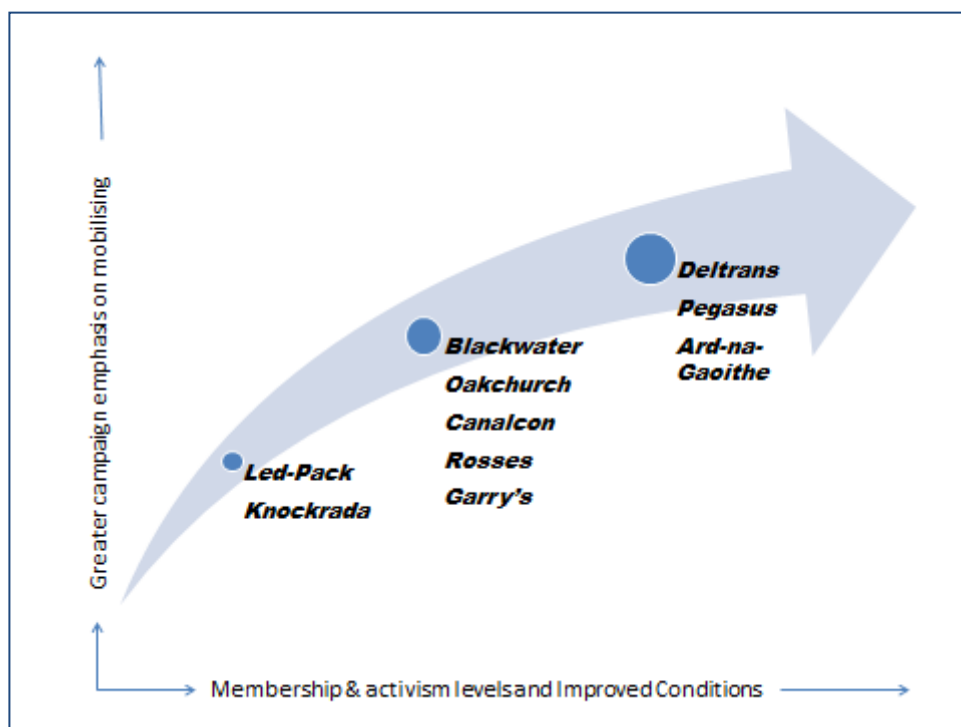 Greater campaign emphasis on mobilising
Deltrans
Pegasus
Ard-na-
Gaoithe
Blackwater
Oakchurch
Canalcon
Rosses
Garry's
Led-Pack
Knockrada
Membership & activism levels and Improved Conditions